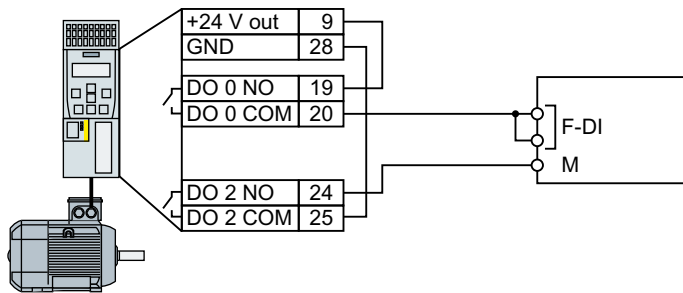 +24 V out 9
GND 28
DO 0 NO 19
DO 0 COM 20
F-DI
M
DO 2 NO 24
DO 2 COM 25